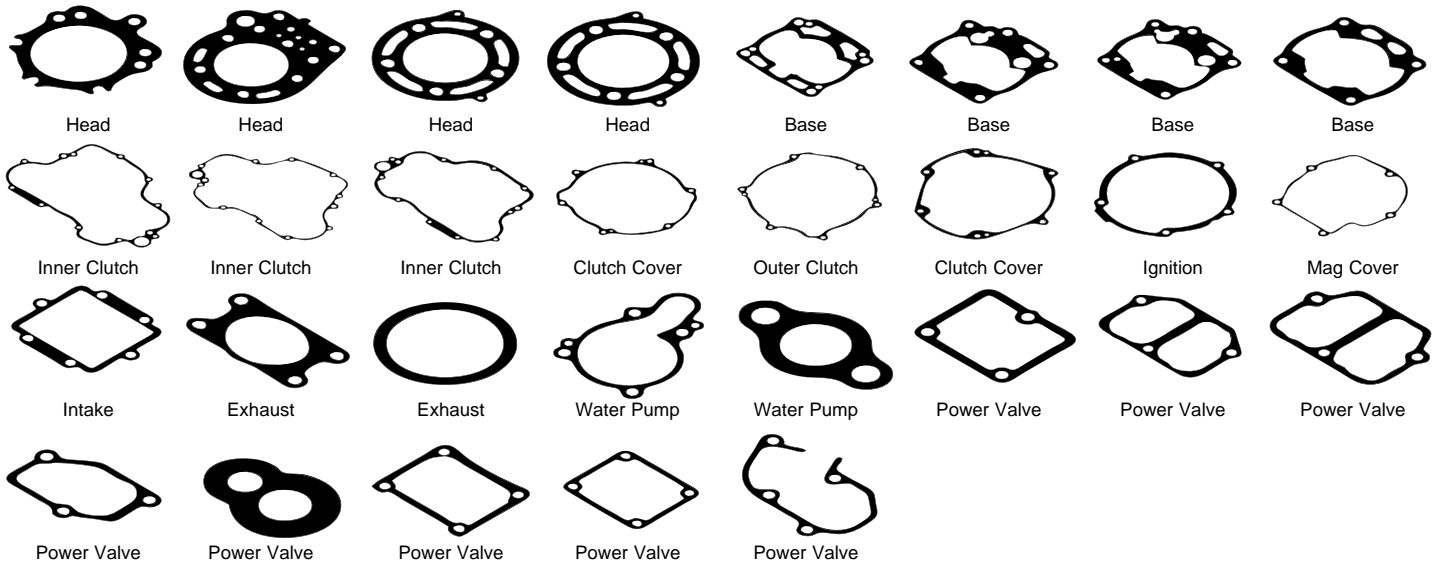 Head Head Head Head Base Base Base Base
Inner Clutch Inner Clutch Inner Clutch Clutch Cover Outer Clutch Clutch Cover Ignition Mag Cover
Intake Exhaust Exhaust Water Pump Water Pump Power Valve Power Valve Power Valve
Power Valve Power Valve Power Valve Power Valve Power Valve